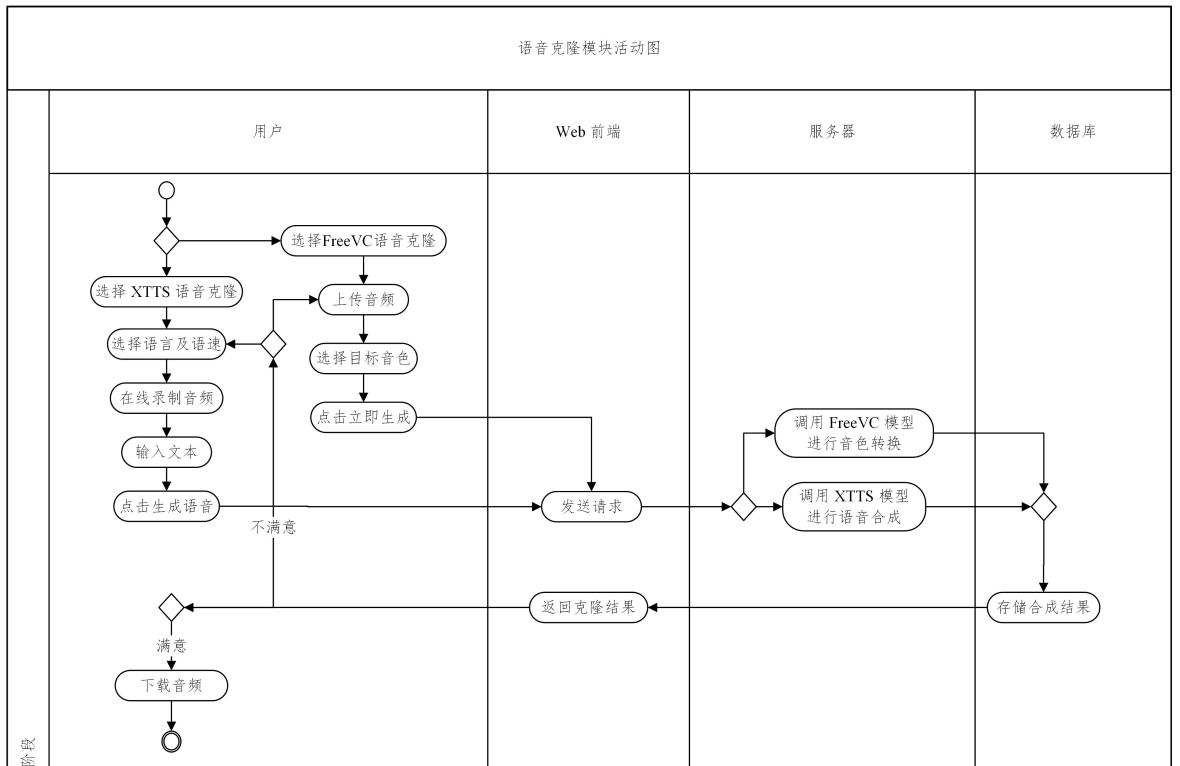 语音克隆模块活动图
用户
Web 前端
服务器
数据库
选择FreeVC语音克隆
选择 XTTS 语音克隆
上传音频
选择语言及语速
选择目标音色
在线录制音频
点击立即生成
调用 FreeVC 模型
进行音色转换
输入文本
点击生成语音
发送请求
调用 XTTS 模型
进行语音合成
不满意
返回克隆结果
存储合成结果
满意
下载音频
阶段